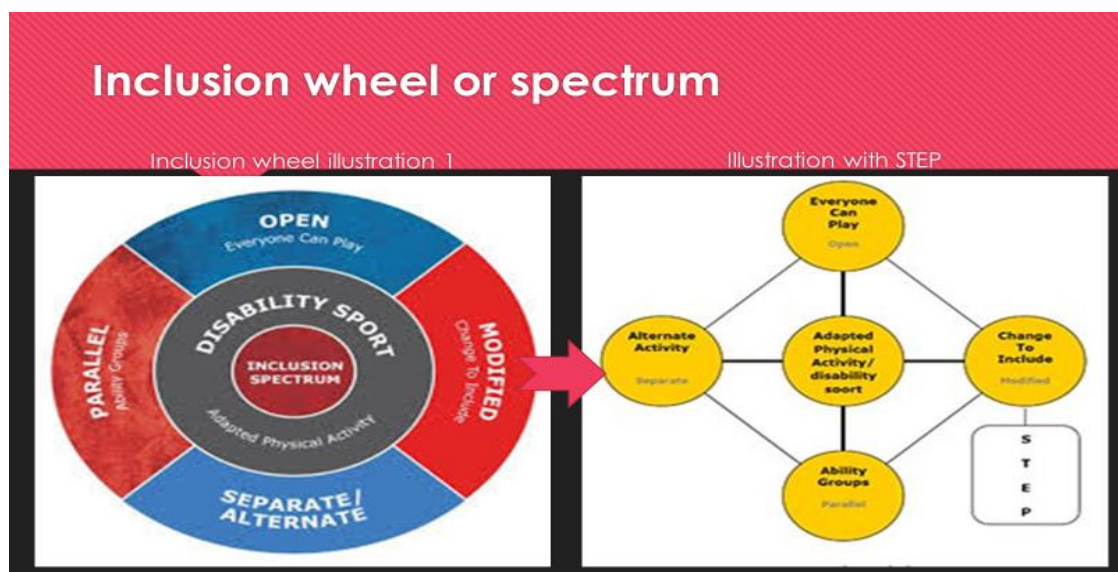 Inclusion wheel or spectrum
Inclusion wheel illustration 1
OPEN
Everyone Can Play
PARALLEL
Ability Groups
DISABILITY SPORT
INCLUSION
SPECTRUM
Adapted Physical Activity
MODIFIED
Change To Include
SEPARATE/
ALTERNATE
Illustration with STEP
Everyone
Can
Play
Open
Alternate
Activity
Separate
Adapted
Physical
Activity/
disability
soort
Change
To
Include
Modified
Ability
Groups
Parallel
S
T
E
P